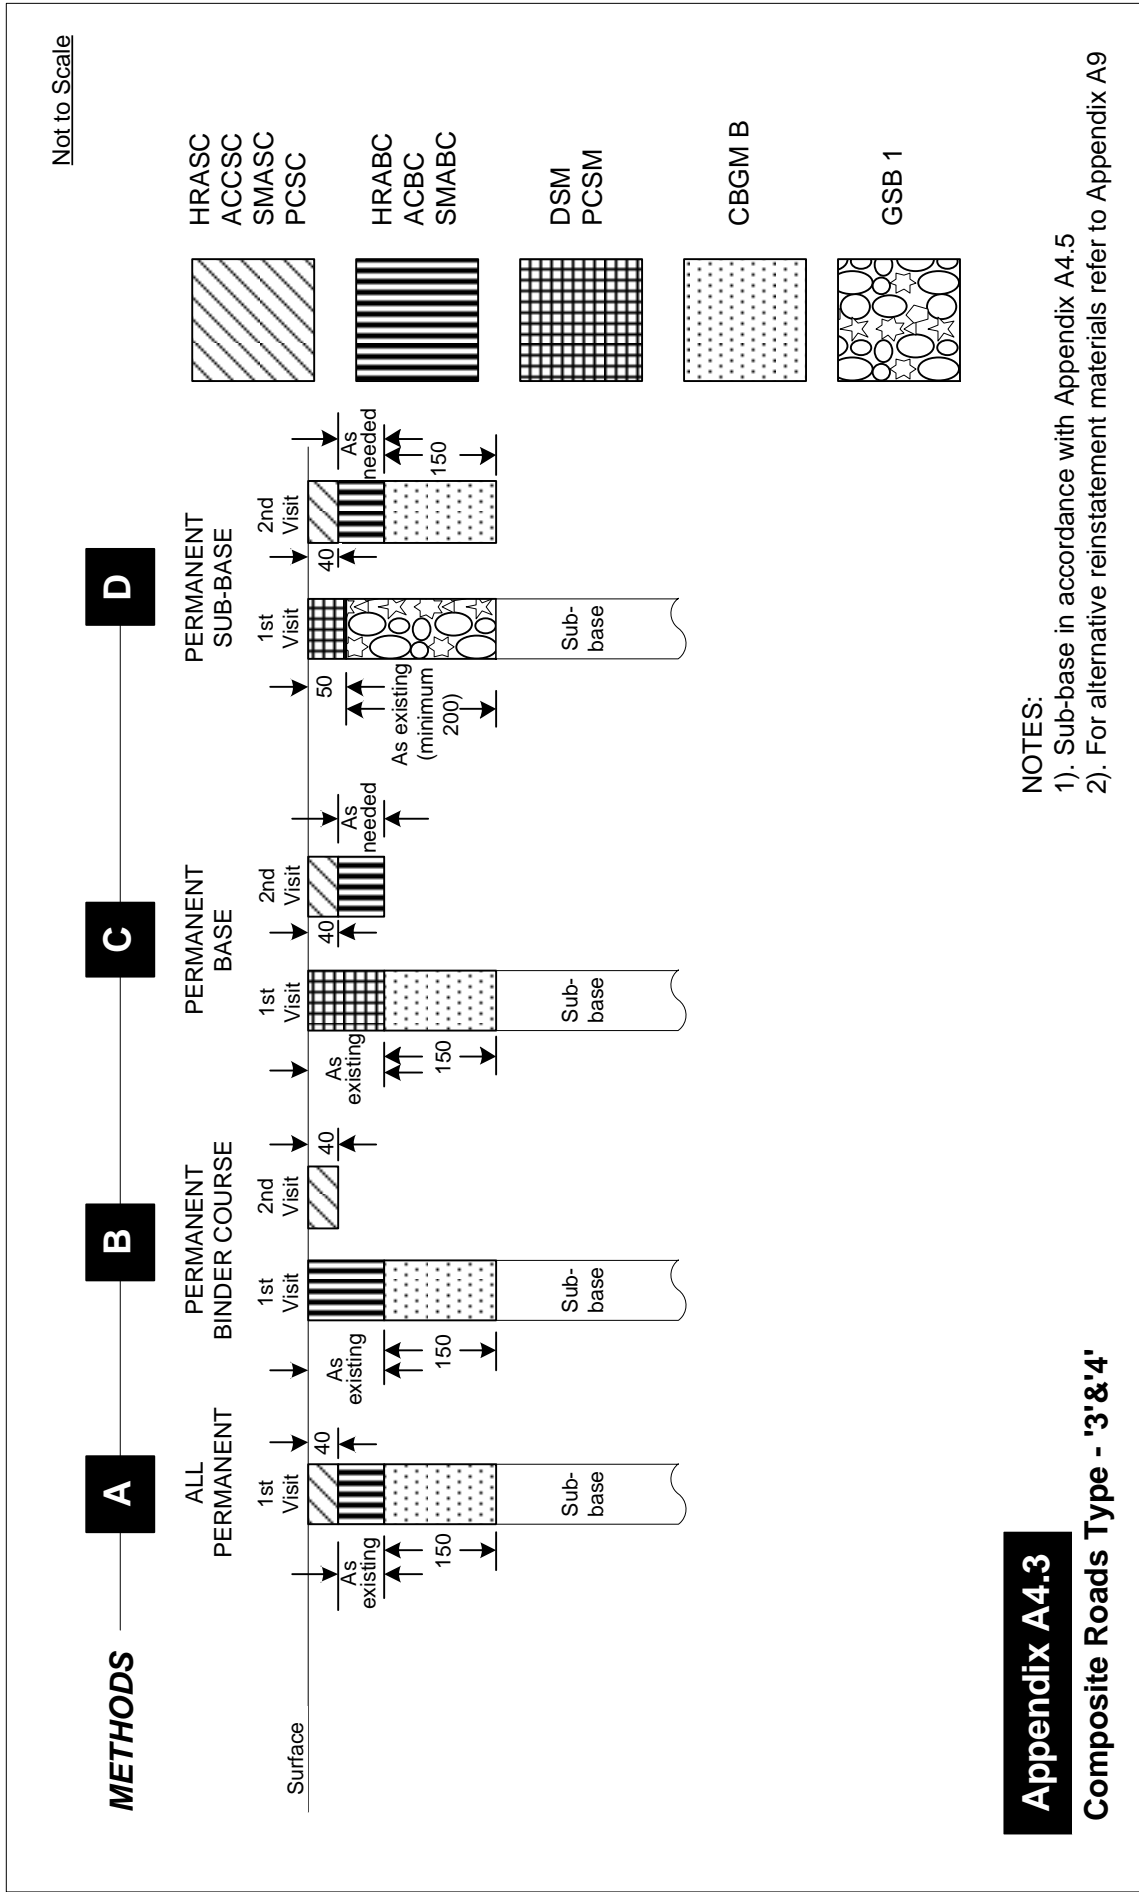 Not to Scale
METHODS
A
B
C
D
ALL
PERMANENT
PERMANENT
BINDER COURSE
PERMANENT
BASE
PERMANENT
SUB-BASE
1st
Visit
1st
Visit
2nd
Visit
1st
Visit
2nd
Visit
1st
Visit
2nd
Visit
Surface
As
existing
150
40
Sub-
base
As
existing
150
40
Sub-
base
As
existing
150
40
As
needed
Sub-
base
50
As existing
(minimum
200)
40
As
needed
150
Sub-
base
HRASC
ACCSC
SMASC
PCSC
HRABC
ACBC
SMABC
DSM
PCSM
CBGM B
GSB 1
NOTES:
1). Sub-base in accordance with Appendix A4.5
2). For alternative reinstatement materials refer to Appendix A9
Appendix A4.3
Composite Roads Type - '3'&'4'